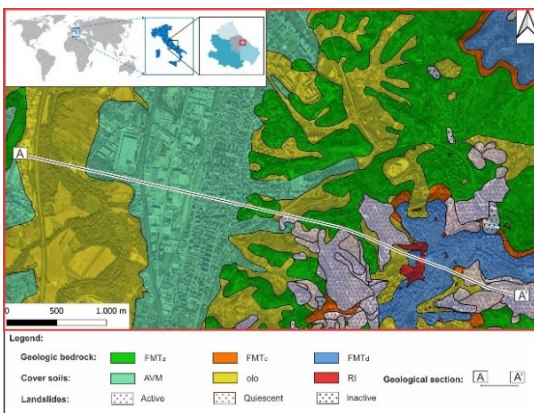 A
A'
0 500 1.000 m
Legend:
Geologic bedrock: FMTa FMTc FMTd
Cover soils: AVM olo RI Geological section: A A'
Landslides: Active Quiescent Inactive